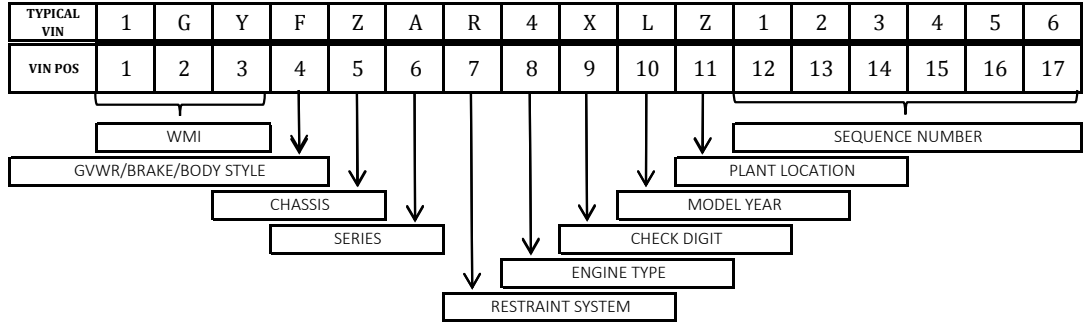 TYPICAL VIN 1 G Y F Z A R 4 X L Z 1 2 3 4 5 6
VIN POS 1 2 3 4 5 6 7 8 9 10 11 12 13 14 15 16 17
WMI SEQUENCE NUMBER
GVWR/BRAKE/BODY STYLE PLANT LOCATION
CHASSIS MODEL YEAR
SERIES CHECK DIGIT
ENGINE TYPE
RESTRAINT SYSTEM